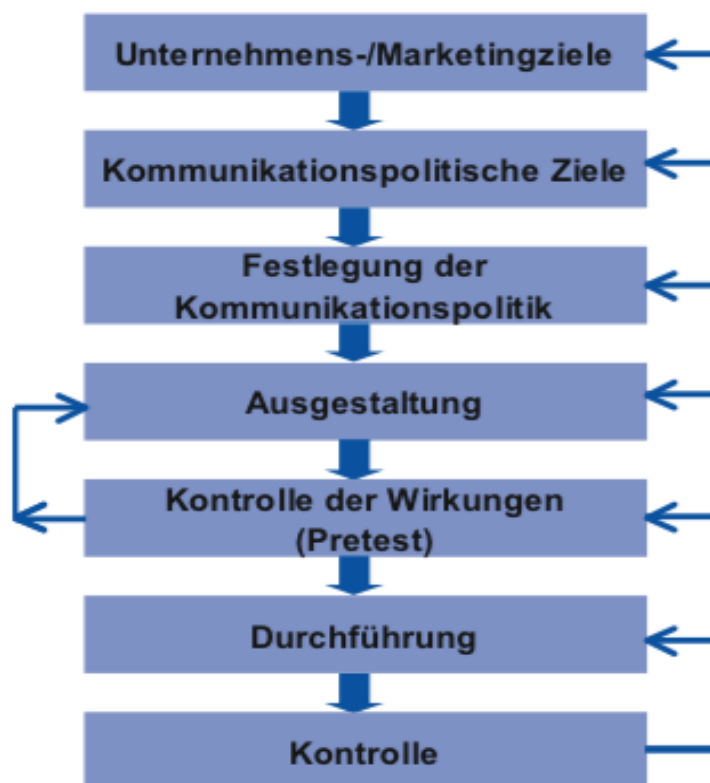 Unternehmens-/Marketingziele
Kommunikationspolitische Ziele
Festlegung der
Kommunikationspolitik
Ausgestaltung
Kontrolle der Wirkungen
(Pretest)
Durchführung
Kontrolle